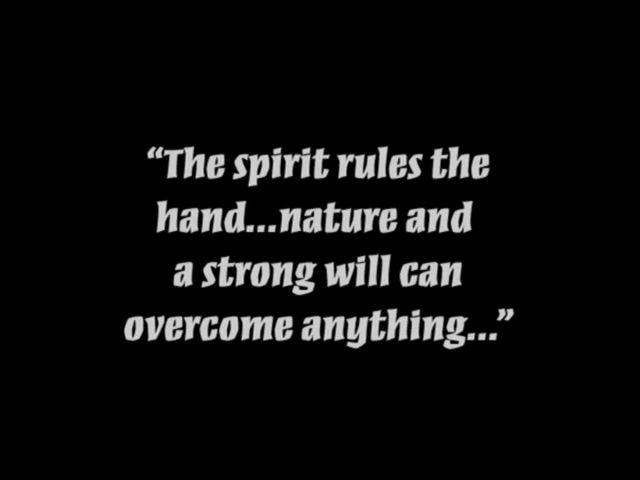 “The spirit rules the
hand...nature and
a strong will can
overcome anything...”